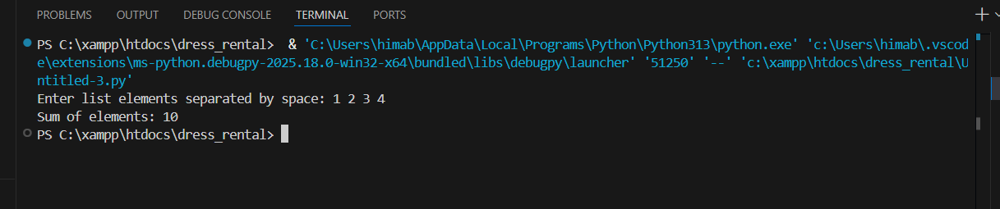 PROBLEMS OUTPUT DEBUG CONSOLE TERMINAL PORTS
PS C:\xampp\htdocs\dress_rental>  & 'C:\Users\himab\AppData\Local\Programs\Python\Python313\python.exe' 'c:\Users\himab\.vscod
e\extensions\ms-python.debugpy-2025.18.0-win32-x64\bundled\libs\debugpy\launcher' '51250' '--' 'c:\xampp\htdocs\dress_rental\U
ntitled-3.py'
Enter list elements separated by space: 1 2 3 4
Sum of elements: 10
PS C:\xampp\htdocs\dress_rental>